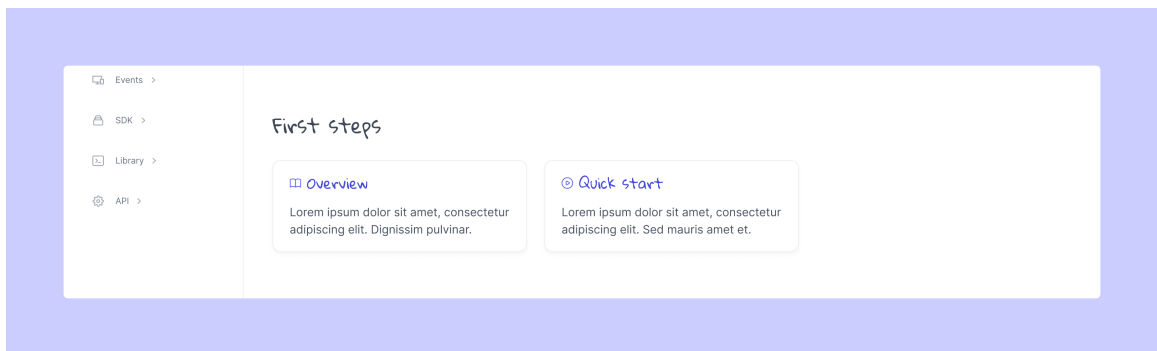 Events
SDK
Library
API
First steps
Overview
Lorem ipsum dolor sit amet, consectetur
adipiscing elit. Dignissim pulvinar.
Quick start
Lorem ipsum dolor sit amet, consectetur
adipiscing elit. Sed mauris amet et.